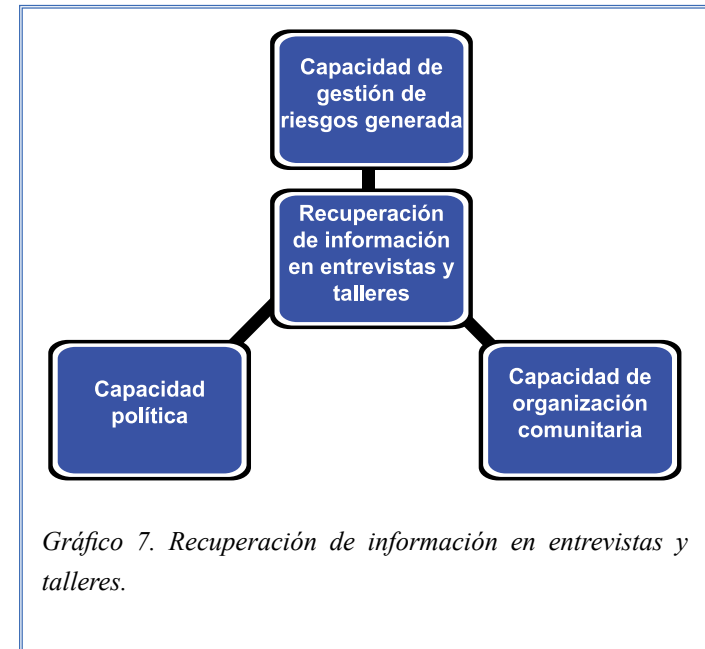 Capacidad de
gestión de
riesgos generada
Recuperación
de información
en entrevistas y
talleres
Capacidad
política
Capacidad de
organización
comunitaria
Gráfico 7. Recuperación de información en entrevistas y
talleres.